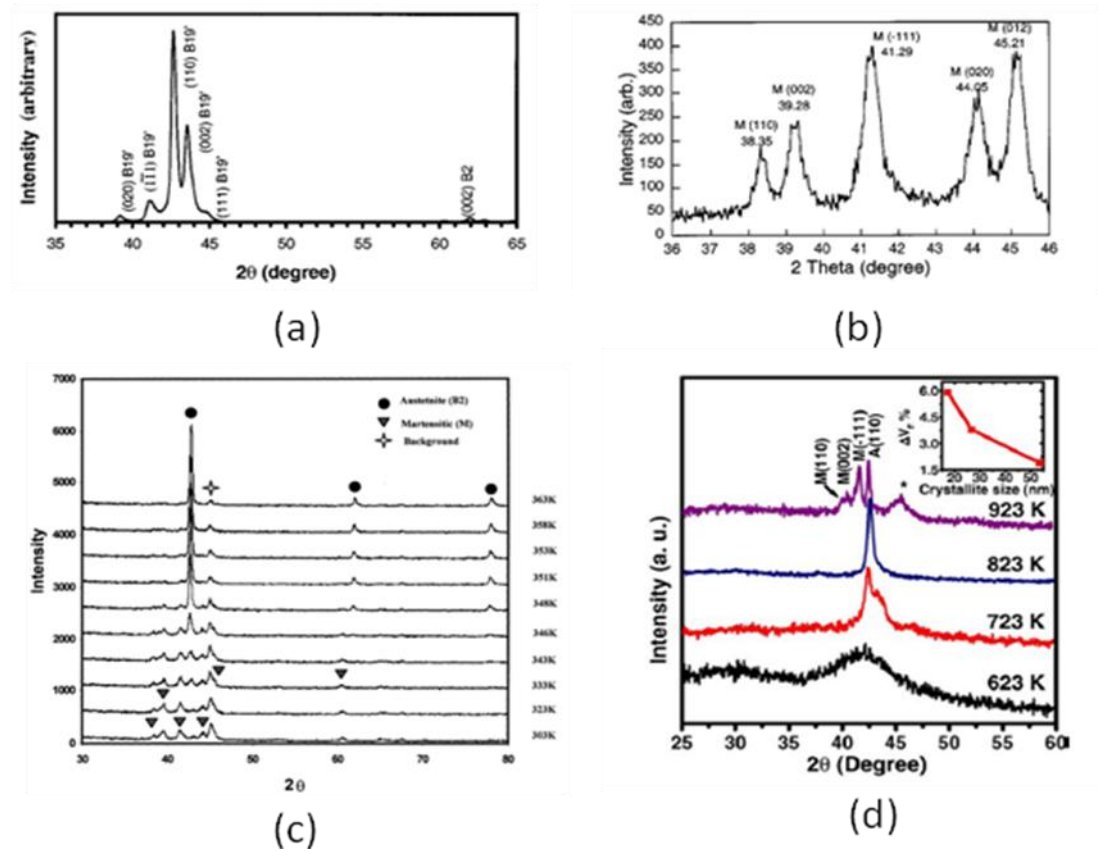 Intensity (arbitrary)
(020) B19'
(1̄1̄1) B19'
(110) B19'
(002) B19'
(111) B19'
(002) B2
35 40 45 50 55 60 65
2θ (degree)
(a)
Intensity (arb.)
450
400
350
300
250
200
150
100
50
0
M (110)
38.35
M (002)
39.28
M (-111)
41.29
M (020)
44.05
M (012)
45.21
36 37 38 39 40 41 42 43 44 45 46
2 Theta (degree)
(b)
Intensity
7000
6000
5000
4000
3000
2000
1000
0
Austetnite (B2)
Martensitic (M)
Background
363K
358K
353K
351K
348K
346K
343K
333K
323K
303K
30 40 50 60 70 80
2θ
(c)
Intensity (a. u.)
M(110)
M(002)
M(-111)
A(110)
*
ΔVf %
6.0
4.5
3.0
1.5
20 30 40 50
Crystallite size (nm)
923 K
823 K
723 K
623 K
25 30 35 40 45 50 55 60
2θ (Degree)
(d)